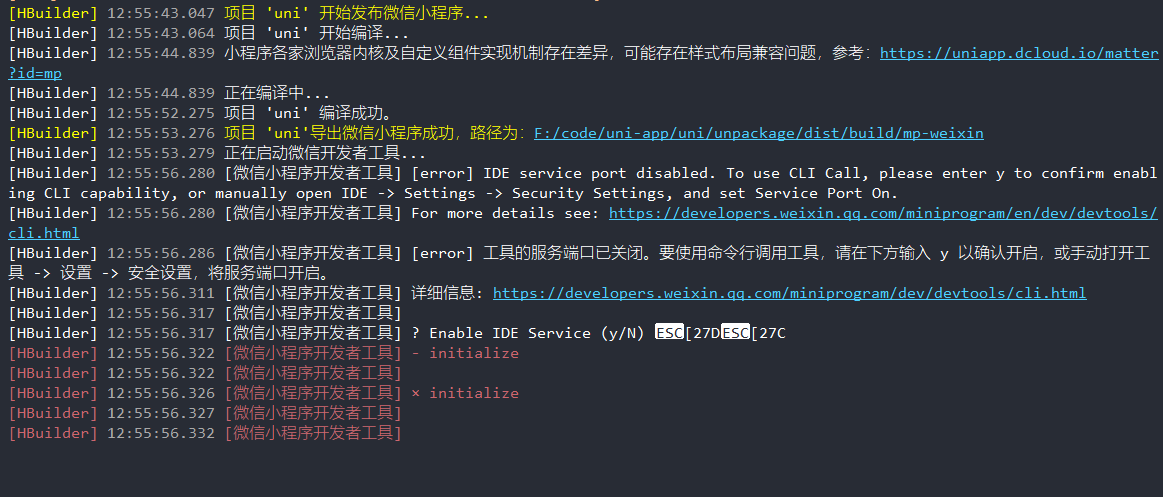 [HBuilder] 12:55:43.047 项目 'uni' 开始发布微信小程序...
[HBuilder] 12:55:43.064 项目 'uni' 开始编译...
[HBuilder] 12:55:44.839 小程序各家浏览器内核及自定义组件实现机制存在差异，可能存在样式布局兼容问题，参考：https://uniapp.dcloud.io/matter
?id=mp
[HBuilder] 12:55:44.839 正在编译中...
[HBuilder] 12:55:52.275 项目 'uni' 编译成功。
[HBuilder] 12:55:53.276 项目 'uni'导出微信小程序成功，路径为：F:/code/uni-app/uni/unpackage/dist/build/mp-weixin
[HBuilder] 12:55:53.279 正在启动微信开发者工具...
[HBuilder] 12:55:56.280 [微信小程序开发者工具] [error] IDE service port disabled. To use CLI Call, please enter y to confirm enabl
ing CLI capability, or manually open IDE -> Settings -> Security Settings, and set Service Port On.
[HBuilder] 12:55:56.280 [微信小程序开发者工具] For more details see: https://developers.weixin.qq.com/miniprogram/en/dev/devtools/
cli.html
[HBuilder] 12:55:56.286 [微信小程序开发者工具] [error] 工具的服务端口已关闭。要使用命令行调用工具，请在下方输入 y 以确认开启，或手动打开工
具 -> 设置 -> 安全设置，将服务端口开启。
[HBuilder] 12:55:56.311 [微信小程序开发者工具] 详细信息：https://developers.weixin.qq.com/miniprogram/dev/devtools/cli.html
[HBuilder] 12:55:56.317 [微信小程序开发者工具]
[HBuilder] 12:55:56.317 [微信小程序开发者工具] ? Enable IDE Service (y/N) ESC[27DESC[27C
[HBuilder] 12:55:56.322 [微信小程序开发者工具] - initialize
[HBuilder] 12:55:56.322 [微信小程序开发者工具]
[HBuilder] 12:55:56.326 [微信小程序开发者工具] × initialize
[HBuilder] 12:55:56.327 [微信小程序开发者工具]
[HBuilder] 12:55:56.332 [微信小程序开发者工具]